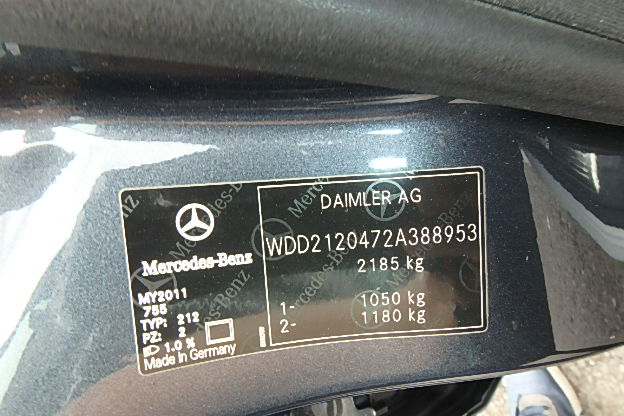 Mercedes-Benz
MY2011
755
TYP: 212
PZ: 2
1.0 %
Made in Germany
DAIMLER AG
WDD2120472A388953
2185 kg
1- 1050 kg
2- 1180 kg